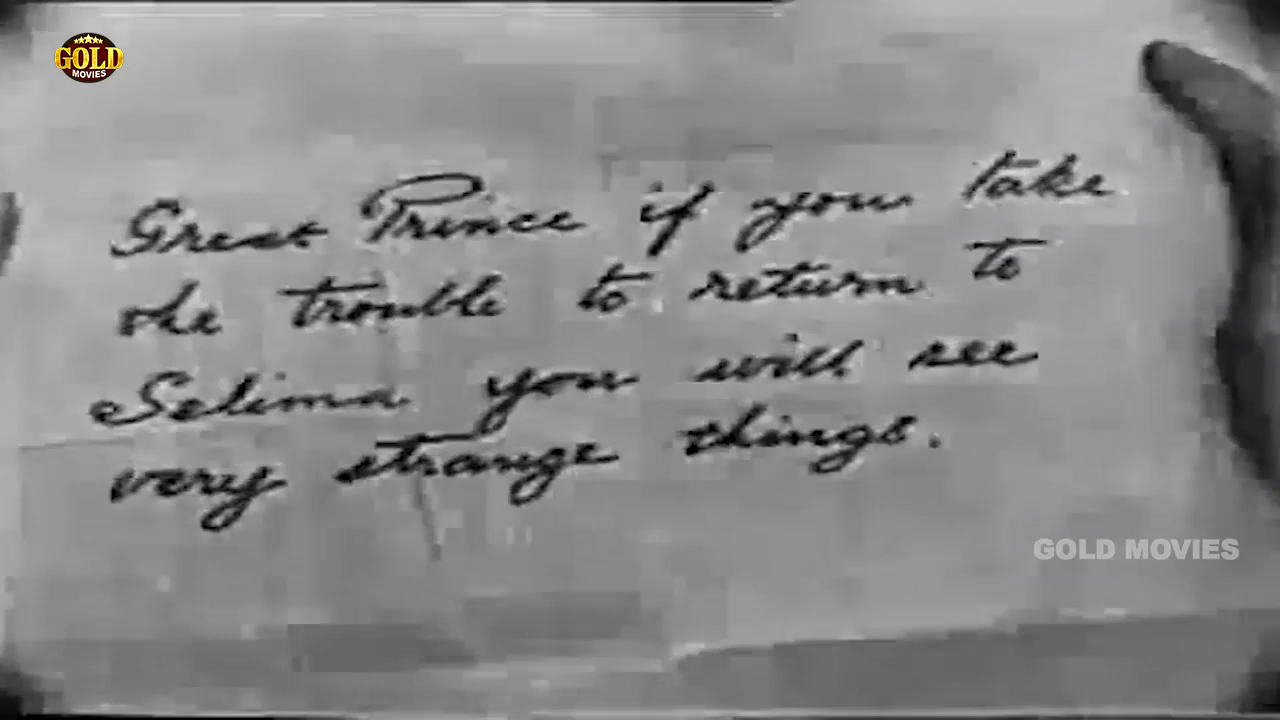 GOLD
MOVIES
Great Prince if you take
the trouble to return to
Selima you will see
very strange things.
GOLD MOVIES